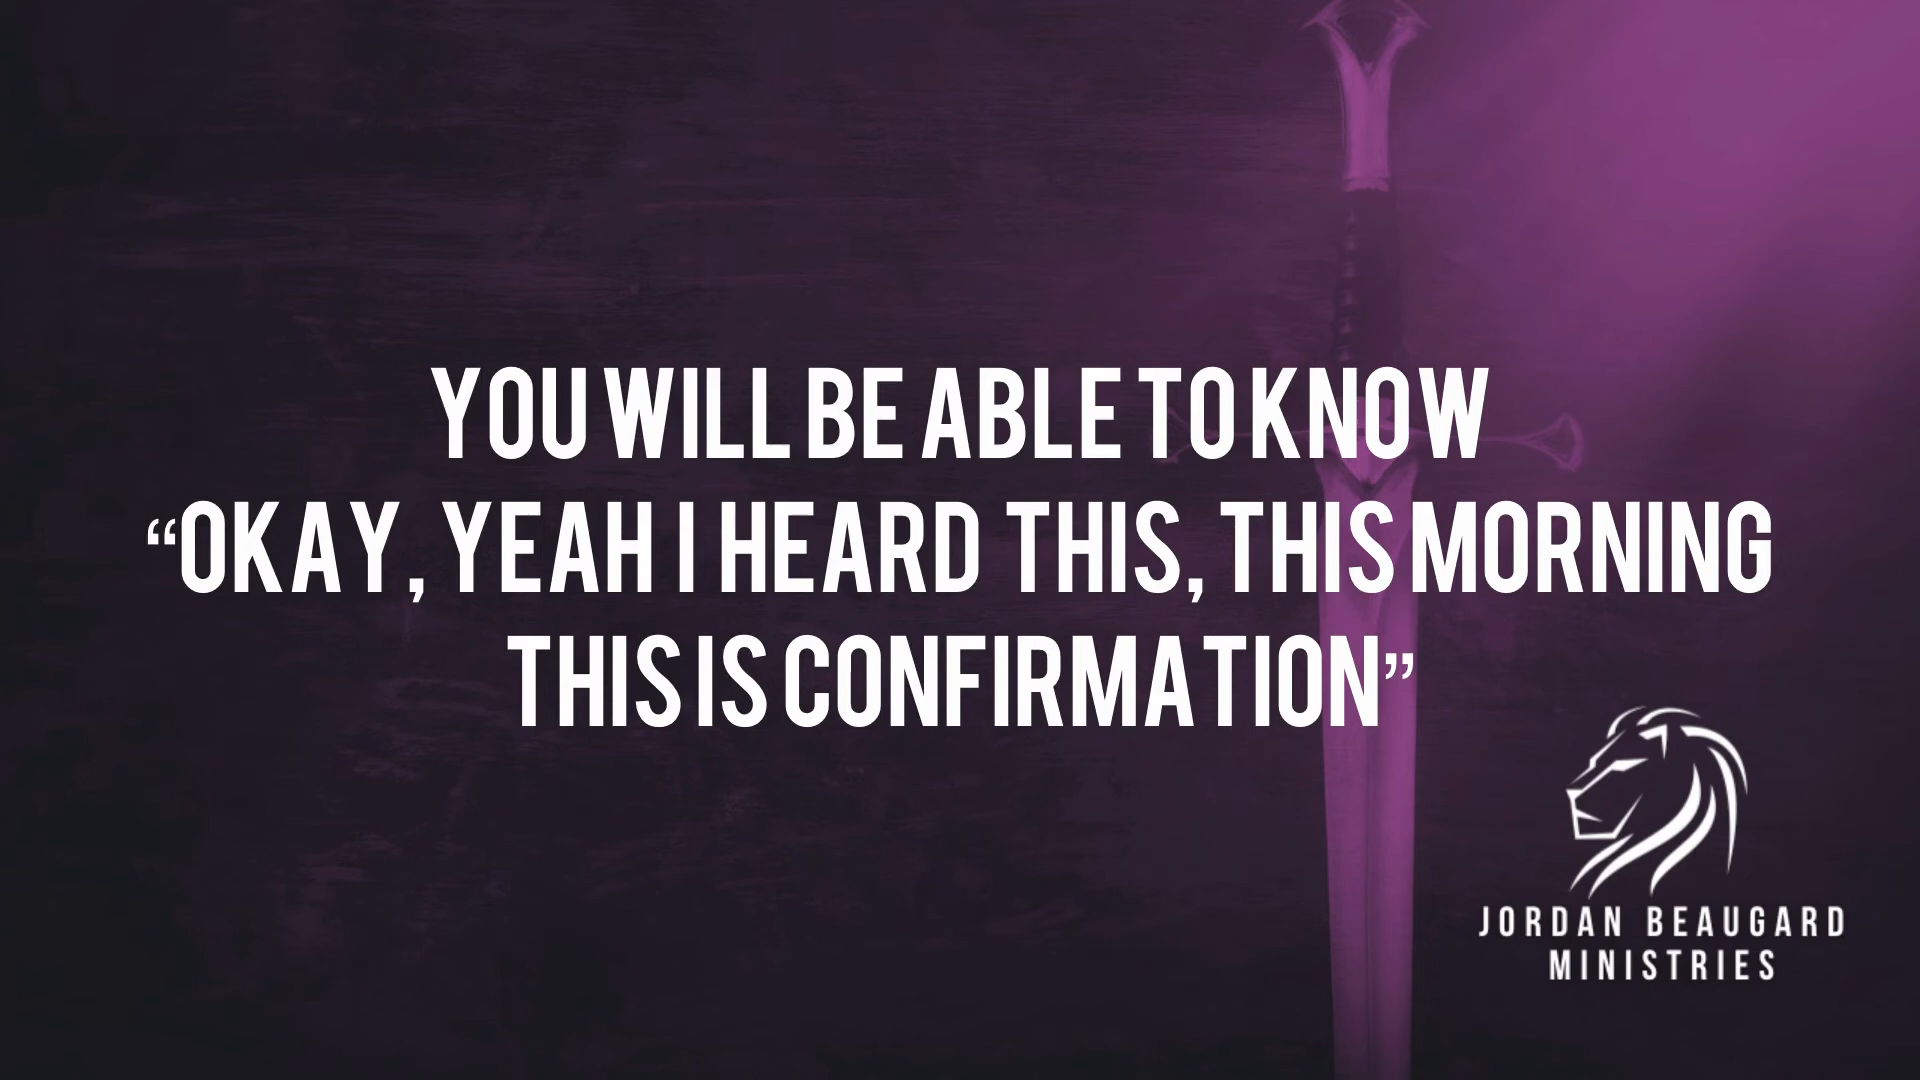 YOU WILL BE ABLE TO KNOW
“OKAY, YEAH I HEARD THIS, THIS MORNING
THIS IS CONFIRMATION”
JORDAN BEAUGARD
MINISTRIES